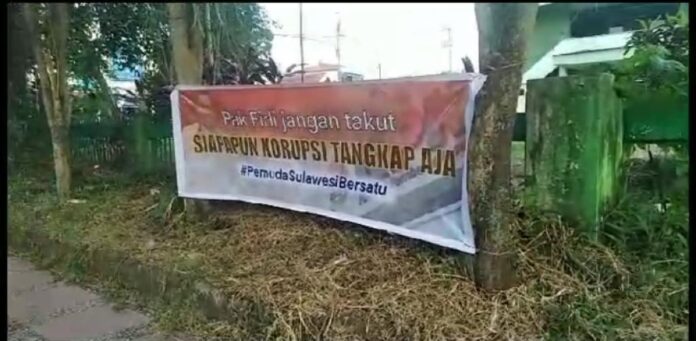 Pak Firli jangan takut
SIAPAPUN KORUPSI TANGKAP AJA
#PemudaSulawesiBersatu